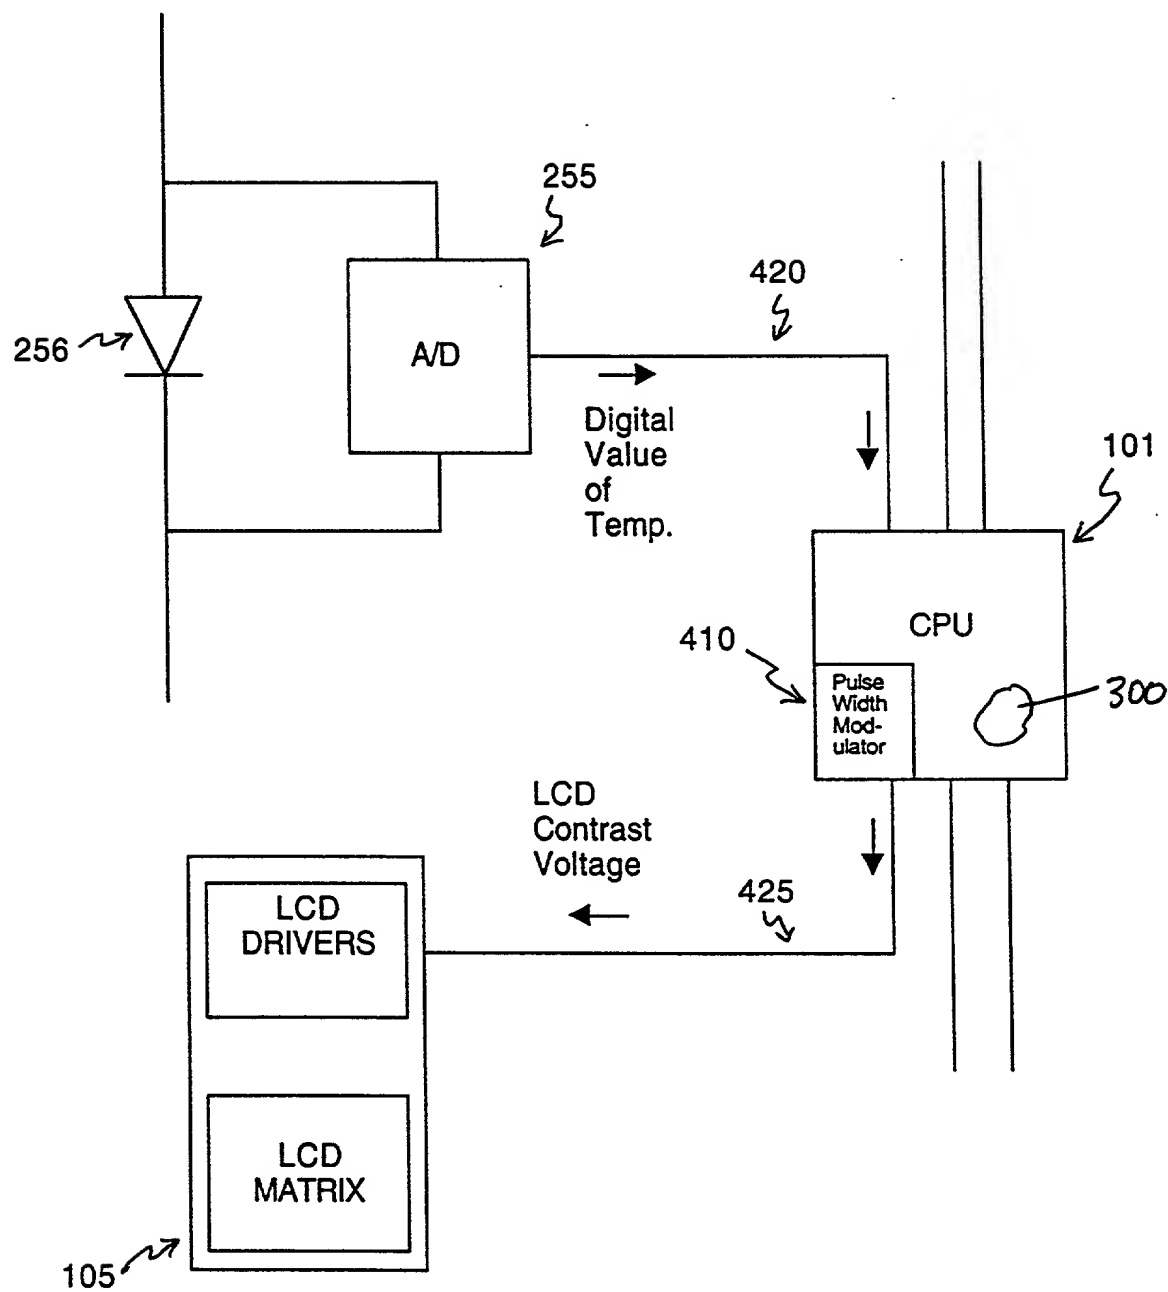 255
420
256
A/D
Digital
Value
of
Temp.
101
CPU
410
Pulse
Width
Mod-
ulator
300
LCD
Contrast
Voltage
425
LCD
DRIVERS
LCD
MATRIX
105